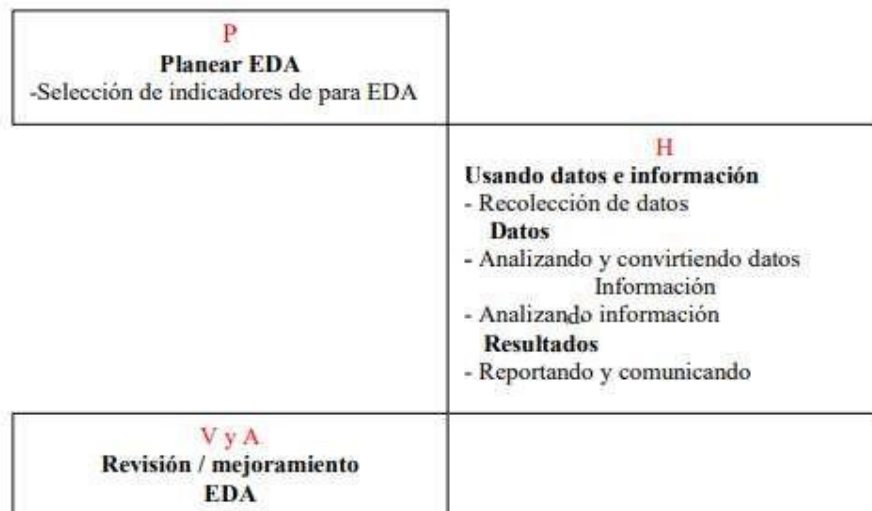 P
Planear EDA
-Selección de indicadores de para EDA
H
Usando datos e información
- Recolección de datos
Datos
- Analizando y convirtiendo datos
Información
- Analizando información
Resultados
- Reportando y comunicando
V y A
Revisión / mejoramiento
EDA